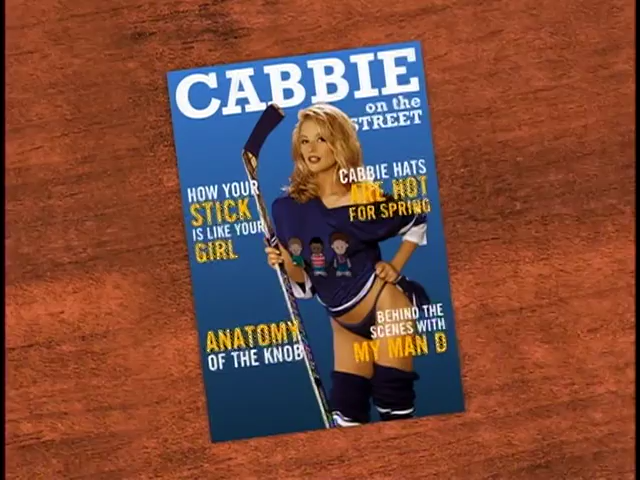 CABBIE
on the
STREET
HOW YOUR
STICK
IS LIKE YOUR
GIRL
CABBIE HATS
ARE HOT
FOR SPRING
ANATOMY
OF THE KNOB
BEHIND THE
SCENES WITH
MY MAN D